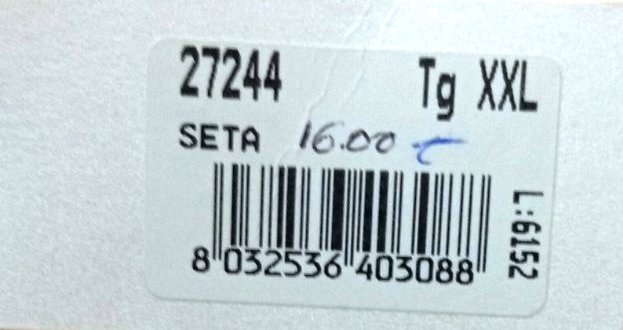 27244 Tg XXL
SETA 16.00
8 032536 403088
L:6152